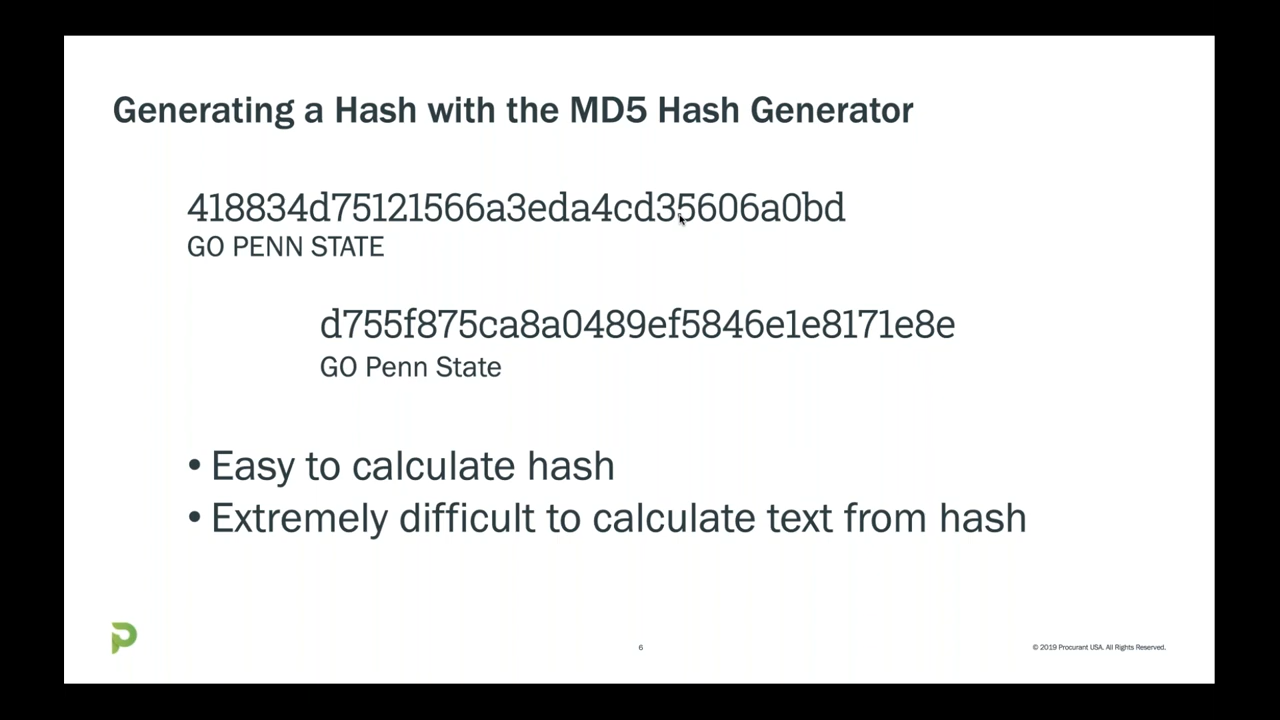 Generating a Hash with the MD5 Hash Generator
418834d75121566a3eda4cd35606a0bd
GO PENN STATE
d755f875ca8a0489ef5846e1e8171e8e
GO Penn State
• Easy to calculate hash
• Extremely difficult to calculate text from hash
6
© 2019 Procurant USA. All Rights Reserved.